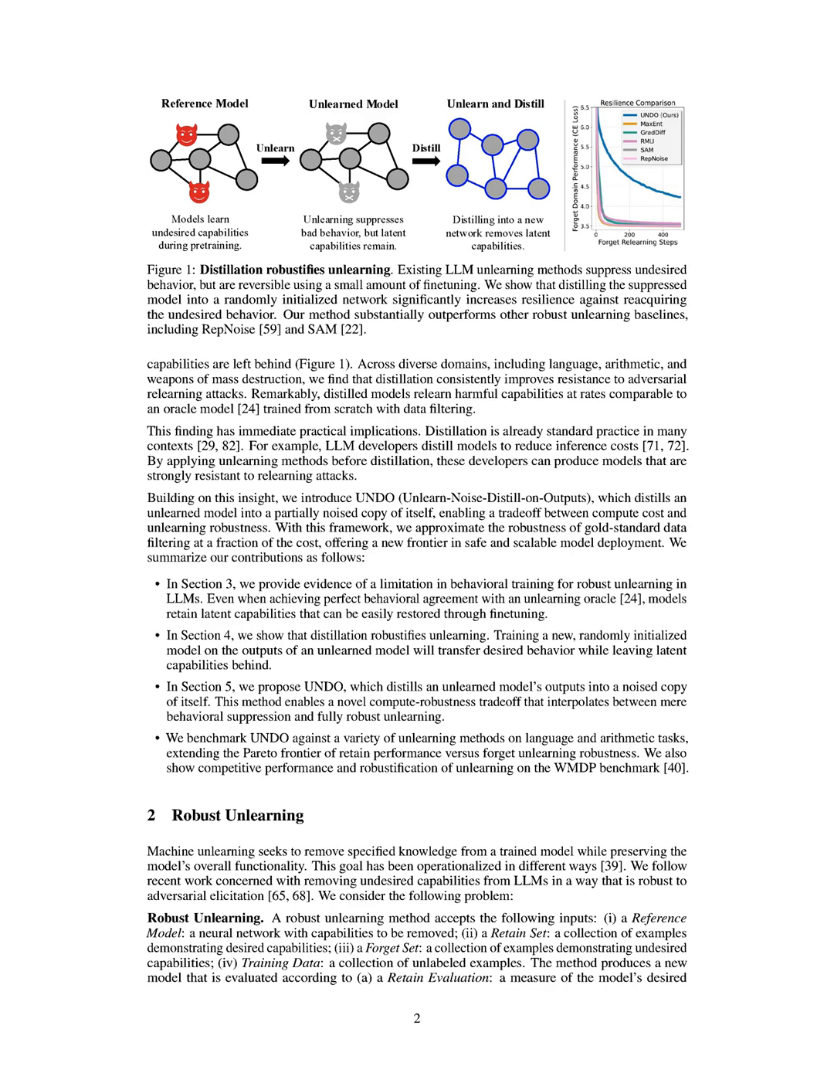 Reference Model
Unlearned Model
Unlearn and Distill
Unlearn
Distill
Models learn
undesired capabilities
during pretraining.
Unlearning suppresses
bad behavior, but latent
capabilities remain.
Distilling into a new
network removes latent
capabilities.
Resilience Comparison
Forget Domain Performance (CE Loss)
6.5
6.0
5.5
5.0
4.5
4.0
3.5
UNDO (Ours)
MaxEnt
GradDiff
RMU
SAM
RepNoise
0 200 400
Forget Relearning Steps
Figure 1: Distillation robustifies unlearning. Existing LLM unlearning methods suppress undesired
behavior, but are reversible using a small amount of finetuning. We show that distilling the suppressed
model into a randomly initialized network significantly increases resilience against reacquiring
the undesired behavior. Our method substantially outperforms other robust unlearning baselines,
including RepNoise [59] and SAM [22].
capabilities are left behind (Figure 1). Across diverse domains, including language, arithmetic, and
weapons of mass destruction, we find that distillation consistently improves resistance to adversarial
relearning attacks. Remarkably, distilled models relearn harmful capabilities at rates comparable to
an oracle model [24] trained from scratch with data filtering.
This finding has immediate practical implications. Distillation is already standard practice in many
contexts [29, 82]. For example, LLM developers distill models to reduce inference costs [71, 72].
By applying unlearning methods before distillation, these developers can produce models that are
strongly resistant to relearning attacks.
Building on this insight, we introduce UNDO (Unlearn-Noise-Distill-on-Outputs), which distills an
unlearned model into a partially noised copy of itself, enabling a tradeoff between compute cost and
unlearning robustness. With this framework, we approximate the robustness of gold-standard data
filtering at a fraction of the cost, offering a new frontier in safe and scalable model deployment. We
summarize our contributions as follows:
• In Section 3, we provide evidence of a limitation in behavioral training for robust unlearning in
LLMs. Even when achieving perfect behavioral agreement with an unlearning oracle [24], models
retain latent capabilities that can be easily restored through finetuning.
• In Section 4, we show that distillation robustifies unlearning. Training a new, randomly initialized
model on the outputs of an unlearned model will transfer desired behavior while leaving latent
capabilities behind.
• In Section 5, we propose UNDO, which distills an unlearned model's outputs into a noised copy
of itself. This method enables a novel compute-robustness tradeoff that interpolates between mere
behavioral suppression and fully robust unlearning.
• We benchmark UNDO against a variety of unlearning methods on language and arithmetic tasks,
extending the Pareto frontier of retain performance versus forget unlearning robustness. We also
show competitive performance and robustification of unlearning on the WMDP benchmark [40].
2 Robust Unlearning
Machine unlearning seeks to remove specified knowledge from a trained model while preserving the
model's overall functionality. This goal has been operationalized in different ways [39]. We follow
recent work concerned with removing undesired capabilities from LLMs in a way that is robust to
adversarial elicitation [65, 68]. We consider the following problem:
Robust Unlearning. A robust unlearning method accepts the following inputs: (i) a Reference
Model: a neural network with capabilities to be removed; (ii) a Retain Set: a collection of examples
demonstrating desired capabilities; (iii) a Forget Set: a collection of examples demonstrating undesired
capabilities; (iv) Training Data: a collection of unlabeled examples. The method produces a new
model that is evaluated according to (a) a Retain Evaluation: a measure of the model's desired
2